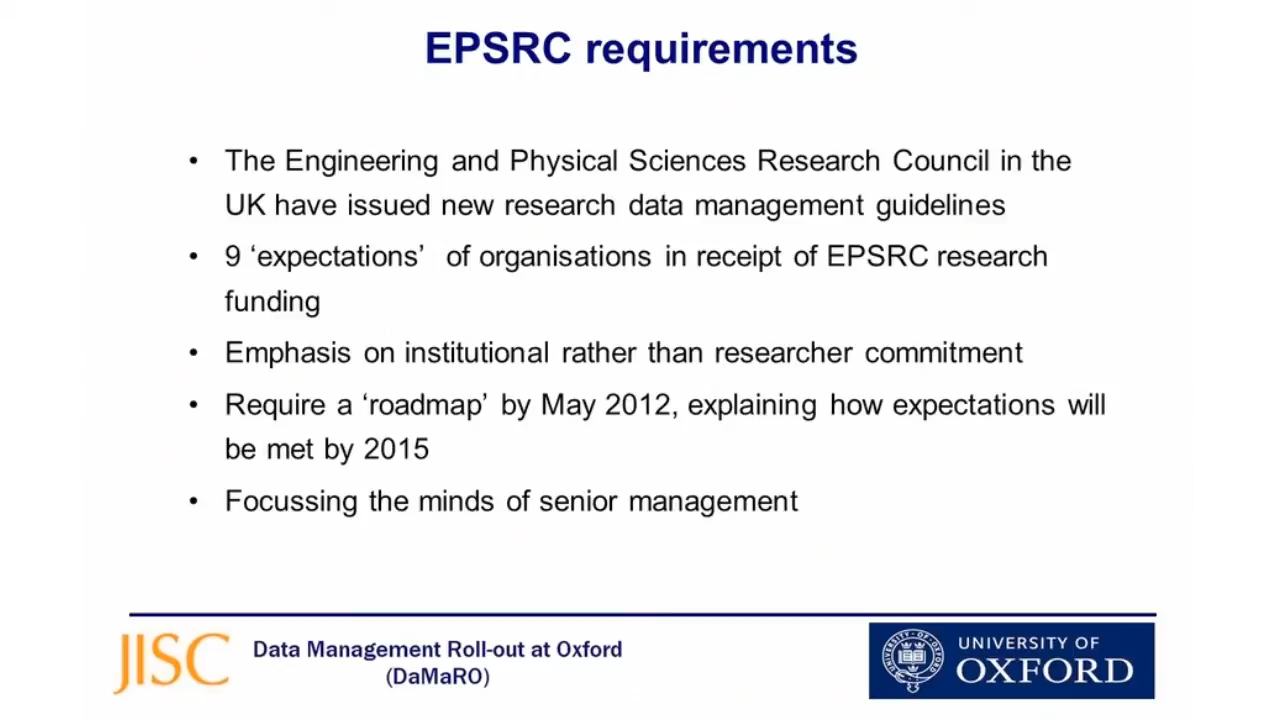 EPSRC requirements
• The Engineering and Physical Sciences Research Council in the
UK have issued new research data management guidelines
• 9 ‘expectations’ of organisations in receipt of EPSRC research
funding
• Emphasis on institutional rather than researcher commitment
• Require a ‘roadmap’ by May 2012, explaining how expectations will
be met by 2015
• Focussing the minds of senior management
JISC
Data Management Roll-out at Oxford
(DaMaRO)
UNIVERSITY OF
OXFORD